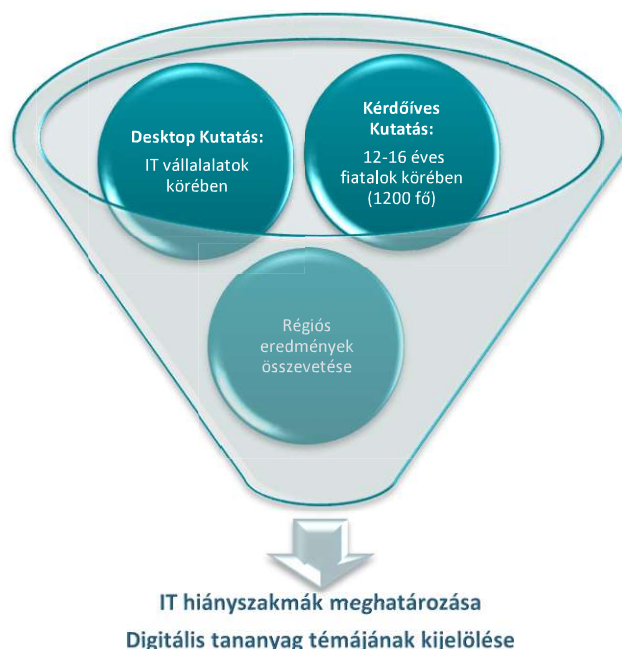 Desktop Kutatás:
IT vállalalatok
körében
Kérdőíves
Kutatás:
12-16 éves
fiatalok körében
(1200 fő)
Régiós
eredmények
összevetése
IT hiányszakmák meghatározása
Digitális tananyag témájának kijelölése